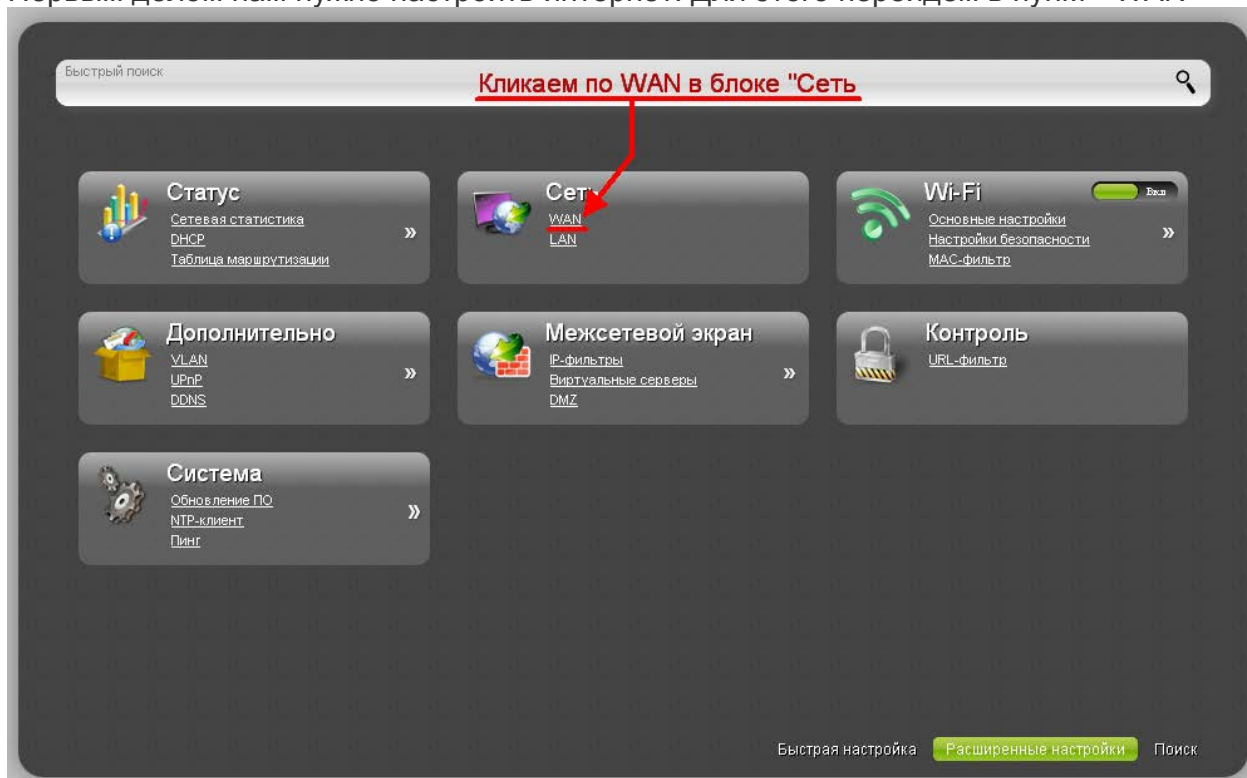 Быстрый поиск
Кликаем по WAN в блоке "Сеть
Статус
Сетевая статистика
DHCP
Таблица маршрутизации
Сеть
WAN
LAN
Wi-Fi
Вкл
Основные настройки
Настройки безопасности
MAC-фильтр
Дополнительно
VLAN
UPnP
DDNS
Межсетевой экран
IP-фильтры
Виртуальные серверы
DMZ
Контроль
URL-фильтр
Система
Обновление ПО
NTP-клиент
Пинг
Быстрая настройка Расширенные настройки Поиск